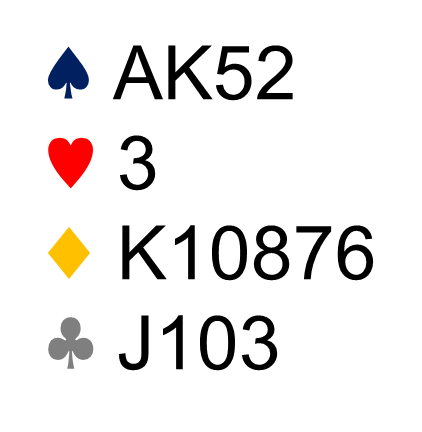 ♠ AK52
♥ 3
♦ K10876
♣ J103